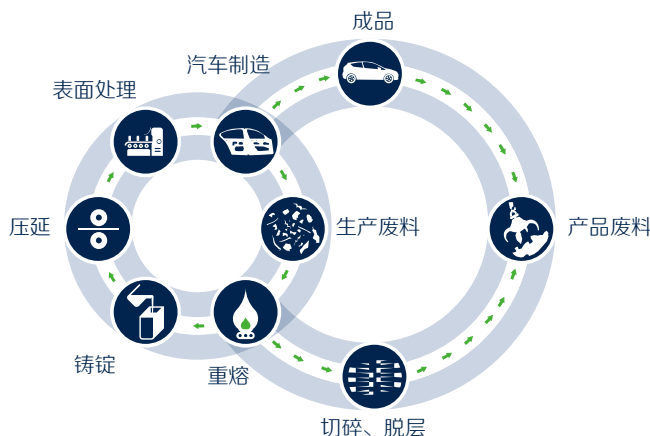 成品
汽车制造
表面处理
压延
生产废料
产品废料
铸锭
重熔
切碎、脱层